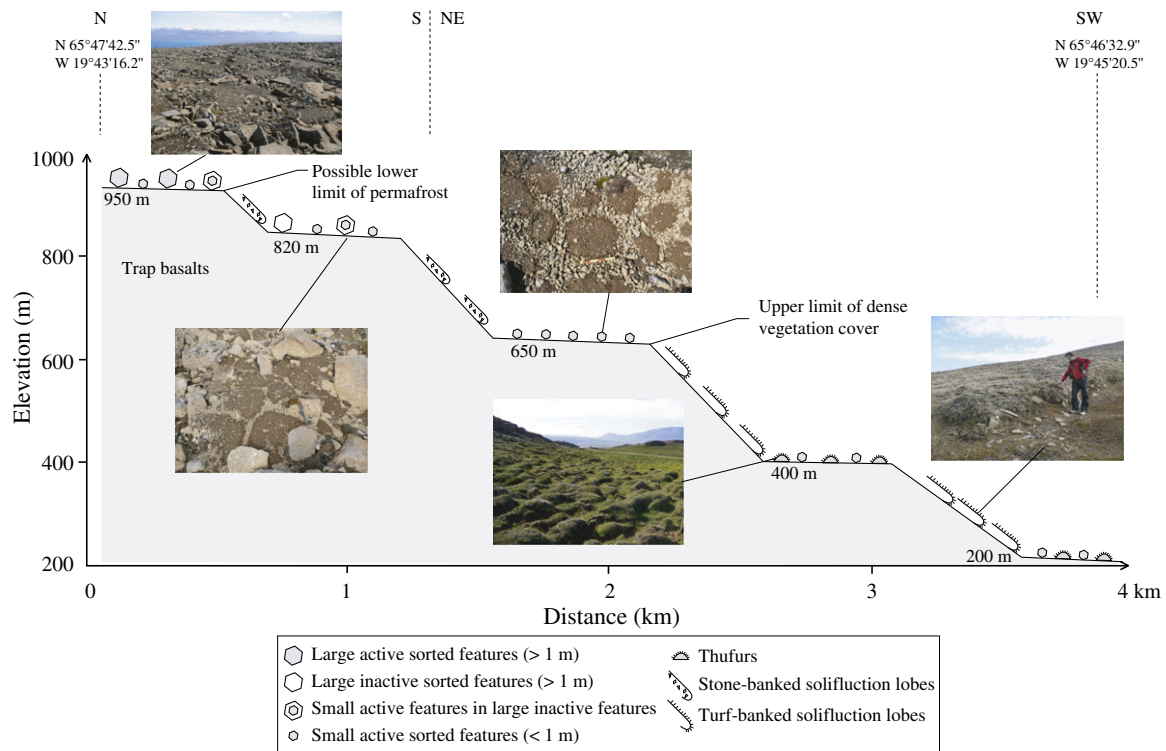 N
S
NE
SW
N 65°47'42.5"
W 19°43'16.2"
N 65°46'32.9"
W 19°45'20.5"
1000
800
600
400
200
Elevation (m)
Possible lower
limit of permafrost
950 m
820 m
Trap basalts
650 m
Upper limit of dense
vegetation cover
400 m
200 m
0
1
2
3
4 km
Distance (km)
Large active sorted features (> 1 m)
Large inactive sorted features (> 1 m)
Small active features in large inactive features
Small active sorted features (< 1 m)
Thufurs
Stone-banked solifluction lobes
Turf-banked solifluction lobes